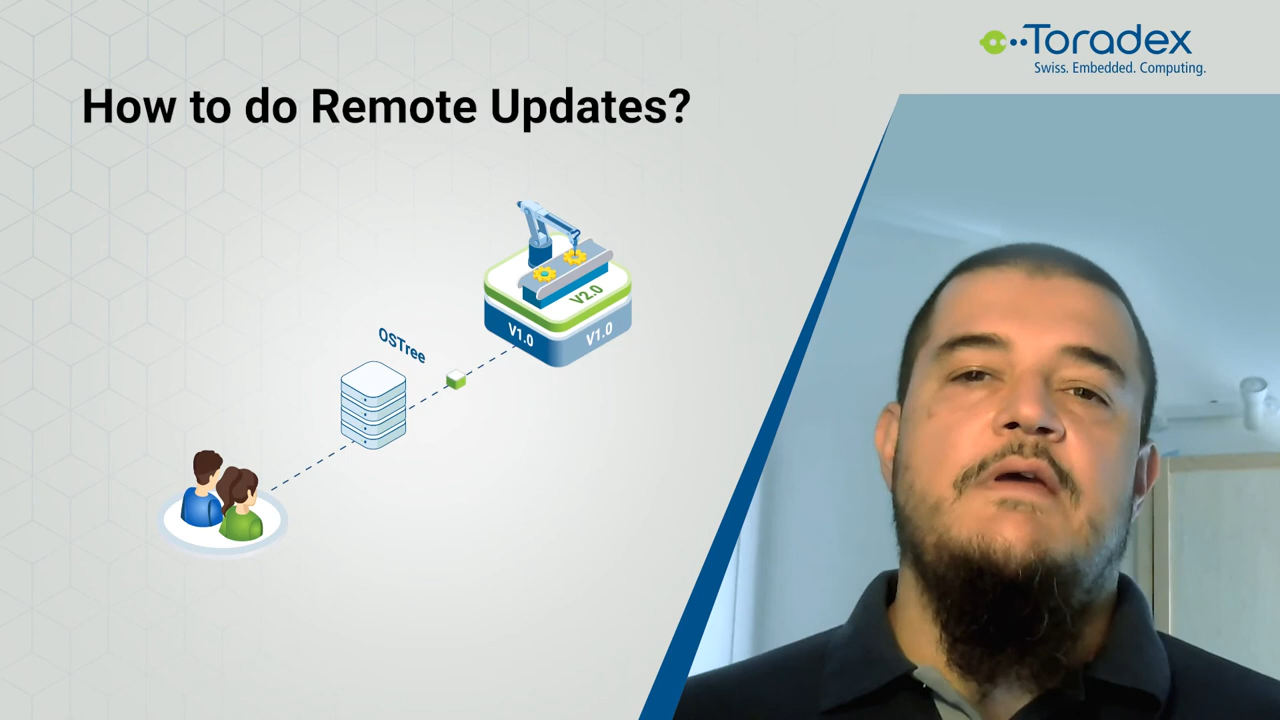 Toradex
Swiss. Embedded. Computing.
How to do Remote Updates?
V2.0
V1.0
V1.0
OSTree